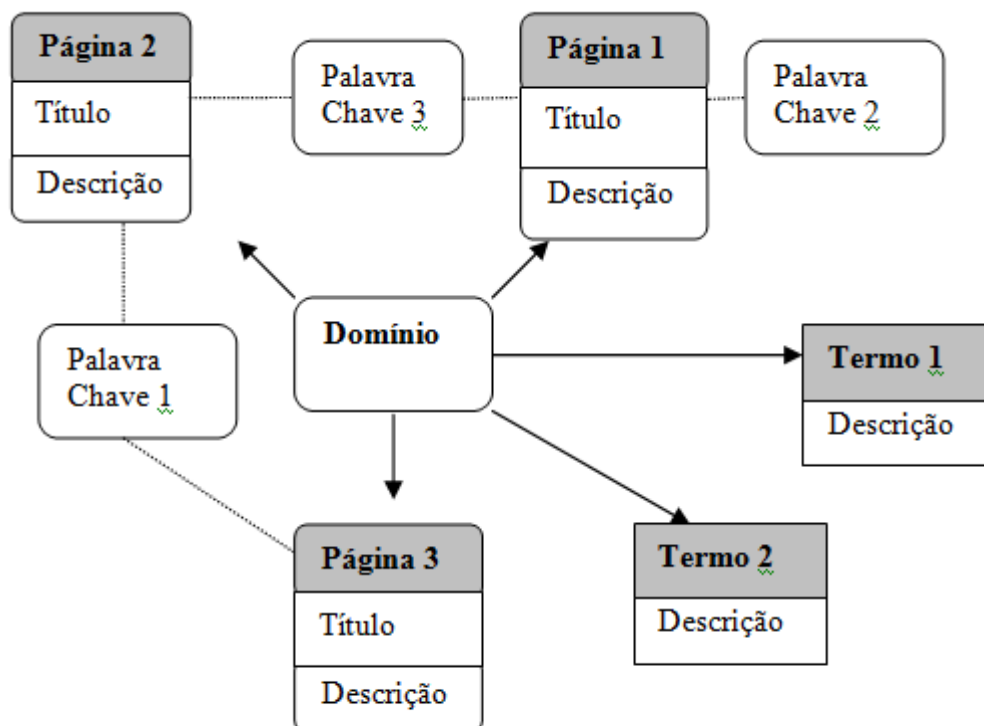 Página 2
Título
Descrição
Palavra
Chave 3
Página 1
Título
Descrição
Palavra
Chave 2
Domínio
Palavra
Chave 1
Termo 1
Descrição
Página 3
Título
Descrição
Termo 2
Descrição